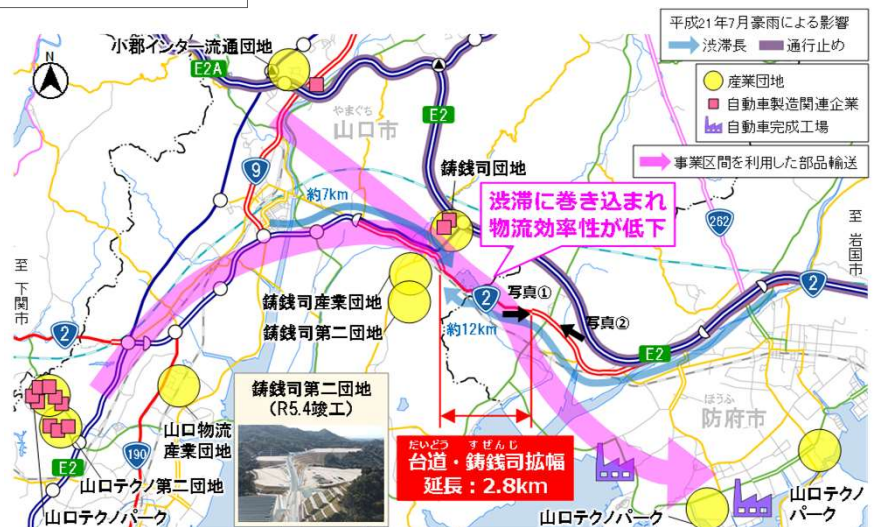 平成21年7月豪雨による影響
渋滞長
通行止め
産業団地
自動車製造関連企業
自動車完成工場
事業区間を利用した部品輸送
N
小郡インター流通団地
E2A
やまぐち
山口市
E2
9
約7km
鋳銭司団地
渋滞に巻き込まれ
物流効率性が低下
262
至 岩国市
至 下関市
2
鋳銭司産業団地
鋳銭司第二団地
2
写真①
写真②
約12km
2
E2
ほうふ
防府市
鋳銭司第二団地
(R5.4竣工)
だいどう すぜんじ
台道・鋳銭司拡幅
延長:2.8km
山口物流
産業団地
190
E2
山口テクノ第二団地
山口テクノパーク
山口テクノパーク
山口テクノ
パーク